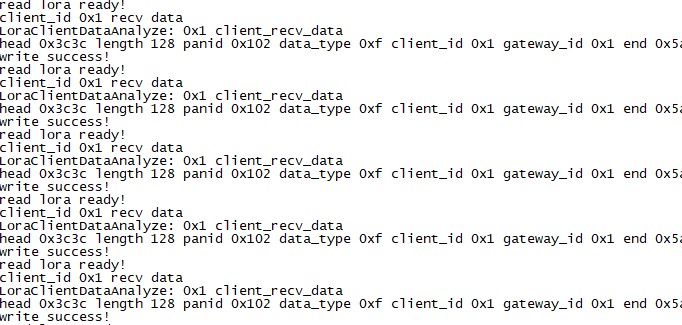 read lora ready!
client_id 0x1 recv data
LoraClientDataAnalyze: 0x1 client_recv_data
head 0x3c3c length 128 panid 0x102 data_type 0xf client_id 0x1 gateway_id 0x1 end 0x5a
write success!
read lora ready!
client_id 0x1 recv data
LoraClientDataAnalyze: 0x1 client_recv_data
head 0x3c3c length 128 panid 0x102 data_type 0xf client_id 0x1 gateway_id 0x1 end 0x5a
write success!
read lora ready!
client_id 0x1 recv data
LoraClientDataAnalyze: 0x1 client_recv_data
head 0x3c3c length 128 panid 0x102 data_type 0xf client_id 0x1 gateway_id 0x1 end 0x5a
write success!
read lora ready!
client_id 0x1 recv data
LoraClientDataAnalyze: 0x1 client_recv_data
head 0x3c3c length 128 panid 0x102 data_type 0xf client_id 0x1 gateway_id 0x1 end 0x5a
write success!
read lora ready!
client_id 0x1 recv data
LoraClientDataAnalyze: 0x1 client_recv_data
head 0x3c3c length 128 panid 0x102 data_type 0xf client_id 0x1 gateway_id 0x1 end 0x5a
write success!